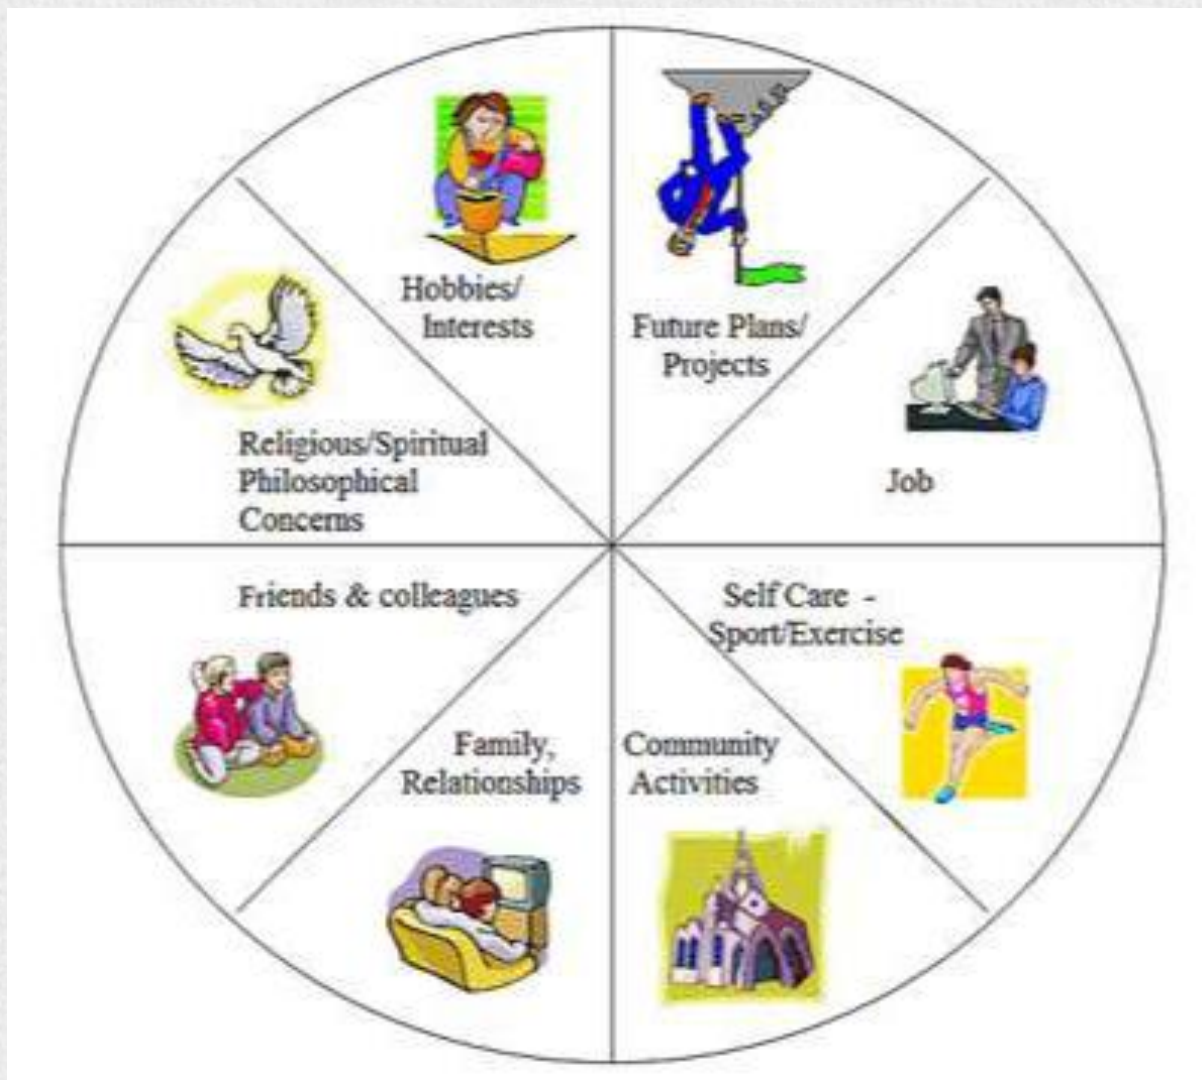 Hobbies/
Interests
Future Plans/
Projects
Religious/Spiritual
Philosophical
Concerns
Job
Friends & colleagues
Self Care -
Sport/Exercise
Family,
Relationships
Community
Activities